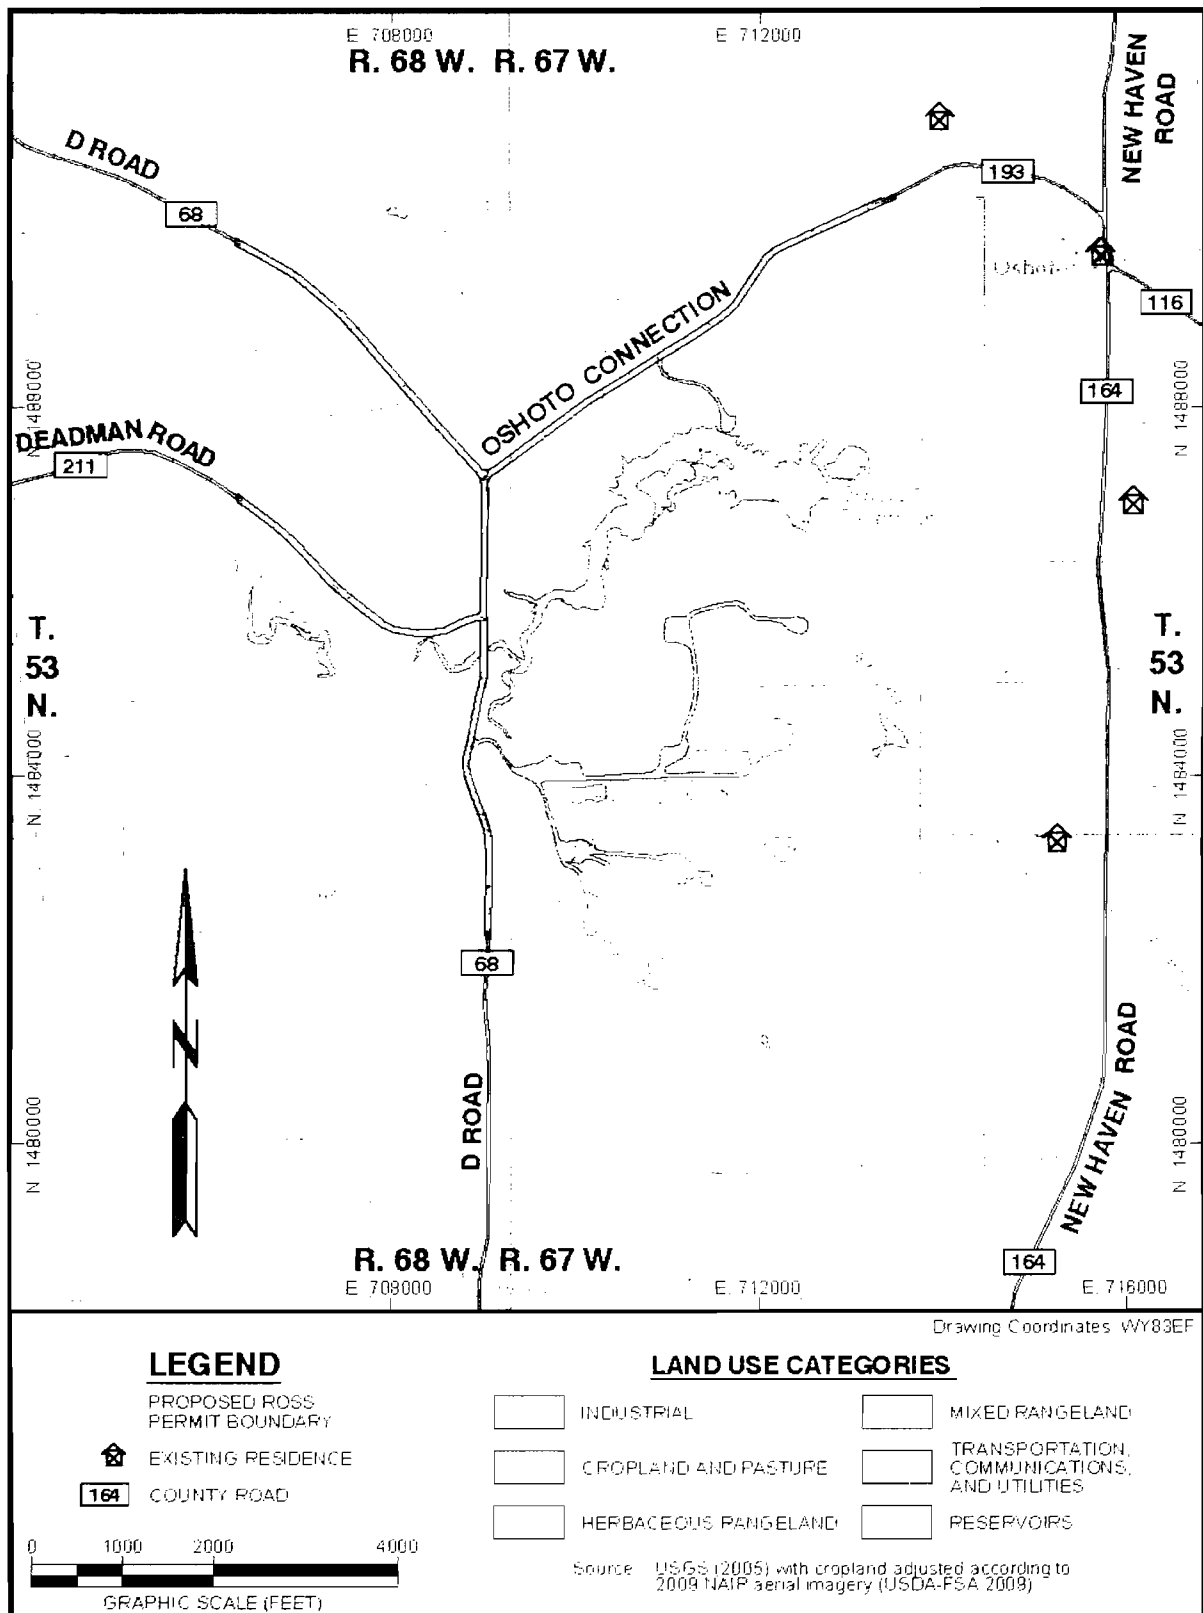 E 708000
E 712000
R. 68 W. R. 67 W.
NEW HAVEN
ROAD
D ROAD
193
68
116
OSHOTO CONNECTION
164
N 1488000
N 1488000
DEADMAN ROAD
211
T.
53
N.
T.
53
N.
N 1484000
N 1484000
68
N
NEW HAVEN ROAD
D ROAD
N 1480000
N 1480000
R. 68 W. R. 67 W.
164
E 708000
E 712000
E 716000
Drawing Coordinates WY83EF
LEGEND
PROPOSED ROSS
PERMIT BOUNDARY
EXISTING RESIDENCE
164 COUNTY ROAD
0 1000 2000 4000
GRAPHIC SCALE (FEET)
LAND USE CATEGORIES
INDUSTRIAL
CROPLAND AND PASTURE
HERBACEOUS RANGELAND
MIXED RANGELAND
TRANSPORTATION,
COMMUNICATIONS,
AND UTILITIES
RESERVOIRS
Source USGS (2005) with cropland adjusted according to
2009 NAIP aerial imagery (USDA-FSA 2009)